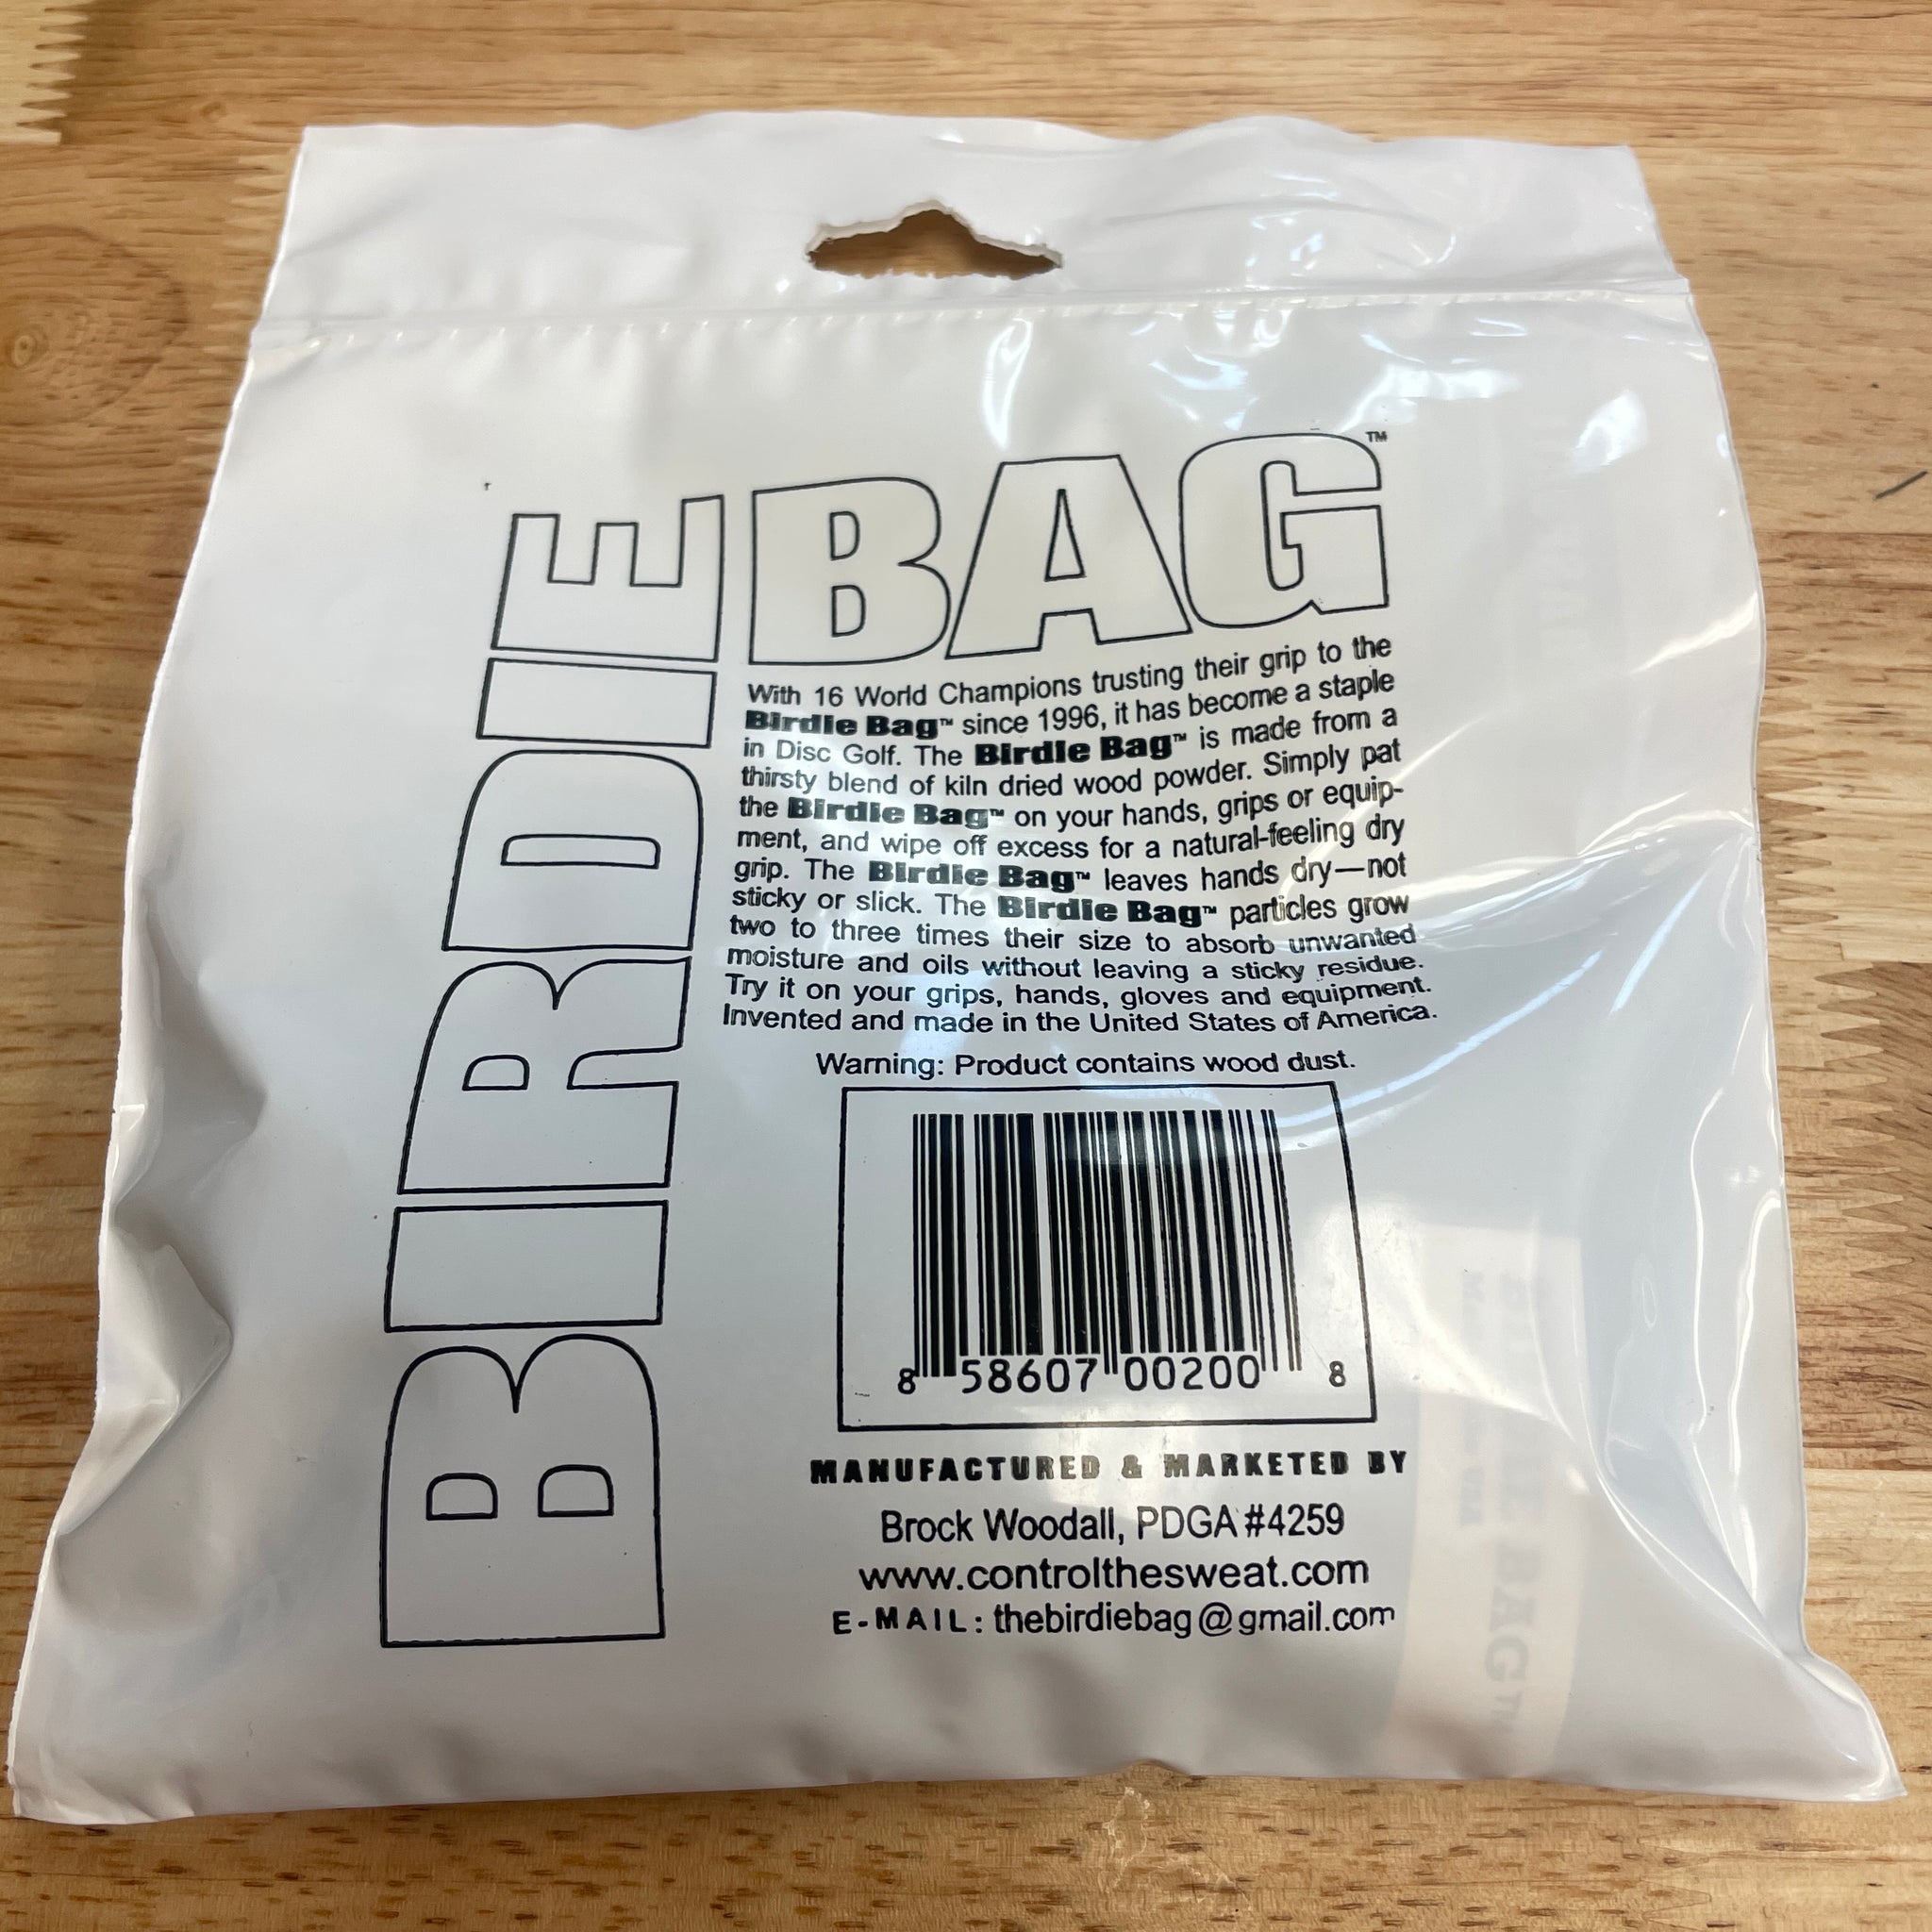 BIRDIE BAG™
With 16 World Champions trusting their grip to the
Birdie Bag™ since 1996, it has become a staple
in Disc Golf. The Birdie Bag™ is made from a
thirsty blend of kiln dried wood powder. Simply pat
the Birdie Bag™ on your hands, grips or equip-
ment, and wipe off excess for a natural-feeling dry
grip. The Birdie Bag™ leaves hands dry—not
sticky or slick. The Birdie Bag™ particles grow
two to three times their size to absorb unwanted
moisture and oils without leaving a sticky residue.
Try it on your grips, hands, gloves and equipment.
Invented and made in the United States of America.
Warning: Product contains wood dust.
8 58607 00200 8
MANUFACTURED & MARKETED BY
Brock Woodall, PDGA #4259
www.controlthesweat.com
E-MAIL: thebirdiebag@gmail.com